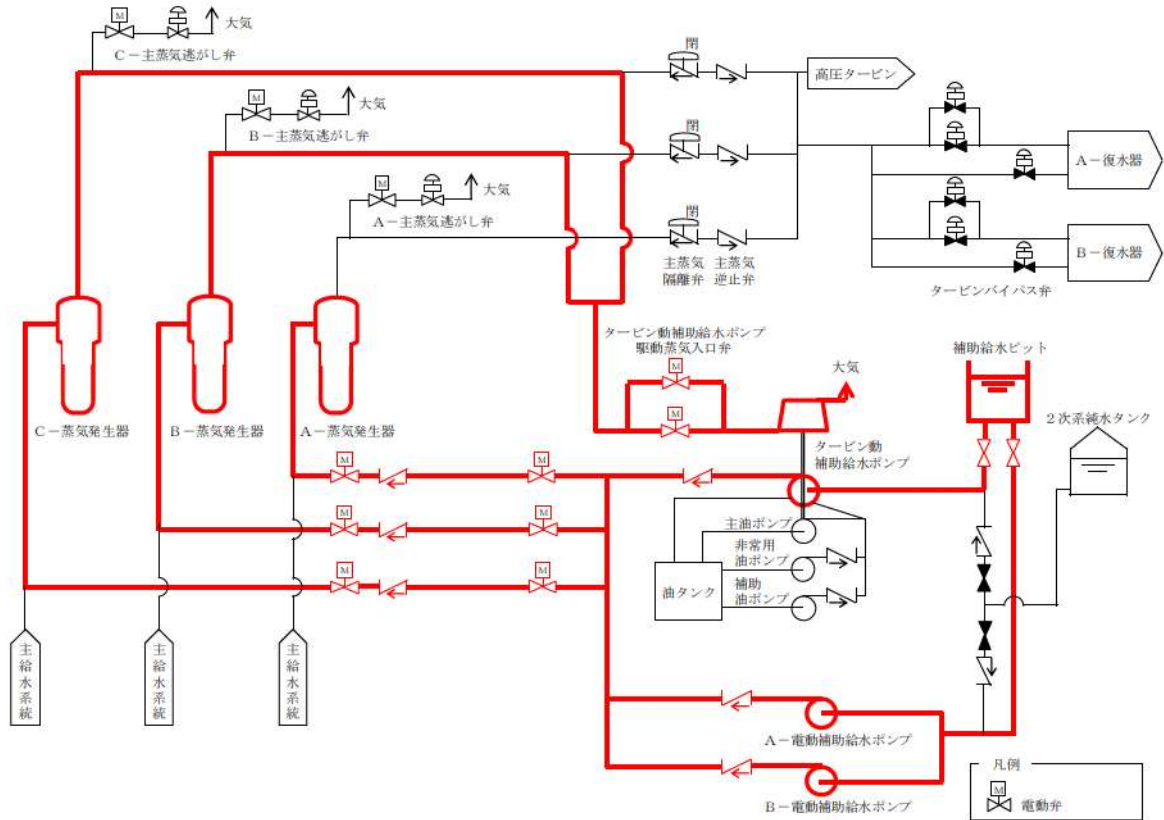 M
大気
C－主蒸気逃がし弁
閉
高圧タービン
M
大気
B－主蒸気逃がし弁
閉
A－復水器
M
大気
A－主蒸気逃がし弁
閉
B－復水器
主蒸気
隔離弁
主蒸気
逆止弁
タービンバイパス弁
タービン動補助給水ポンプ
駆動蒸気入口弁
M
M
大気
補助給水ピット
2次系純水タンク
C－蒸気発生器
B－蒸気発生器
A－蒸気発生器
タービン動
補助給水ポンプ
M
M
主油ポンプ
M
M
非常用
油ポンプ
M
M
油タンク
補助
油ポンプ
主給水系統
主給水系統
主給水系統
A－電動補助給水ポンプ
B－電動補助給水ポンプ
凡例
M
電動弁